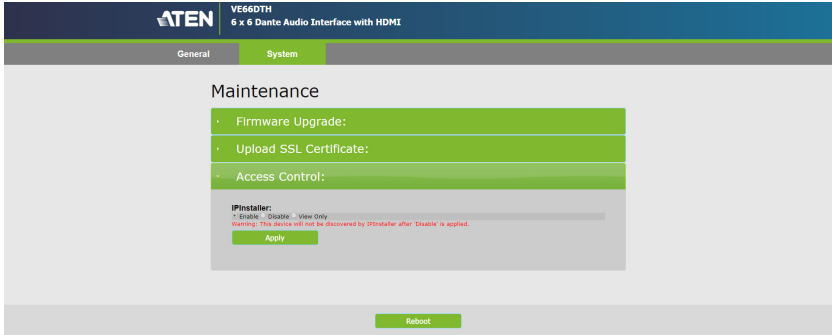 ATEN
VE66DTH
6 x 6 Dante Audio Interface with HDMI
General System
Maintenance
Firmware Upgrade:
Upload SSL Certificate:
Access Control:
IPInstaller:
Enable Disable View Only
Warning: This device will not be discovered by IPInstaller after 'Disable' is applied.
Apply
Reboot